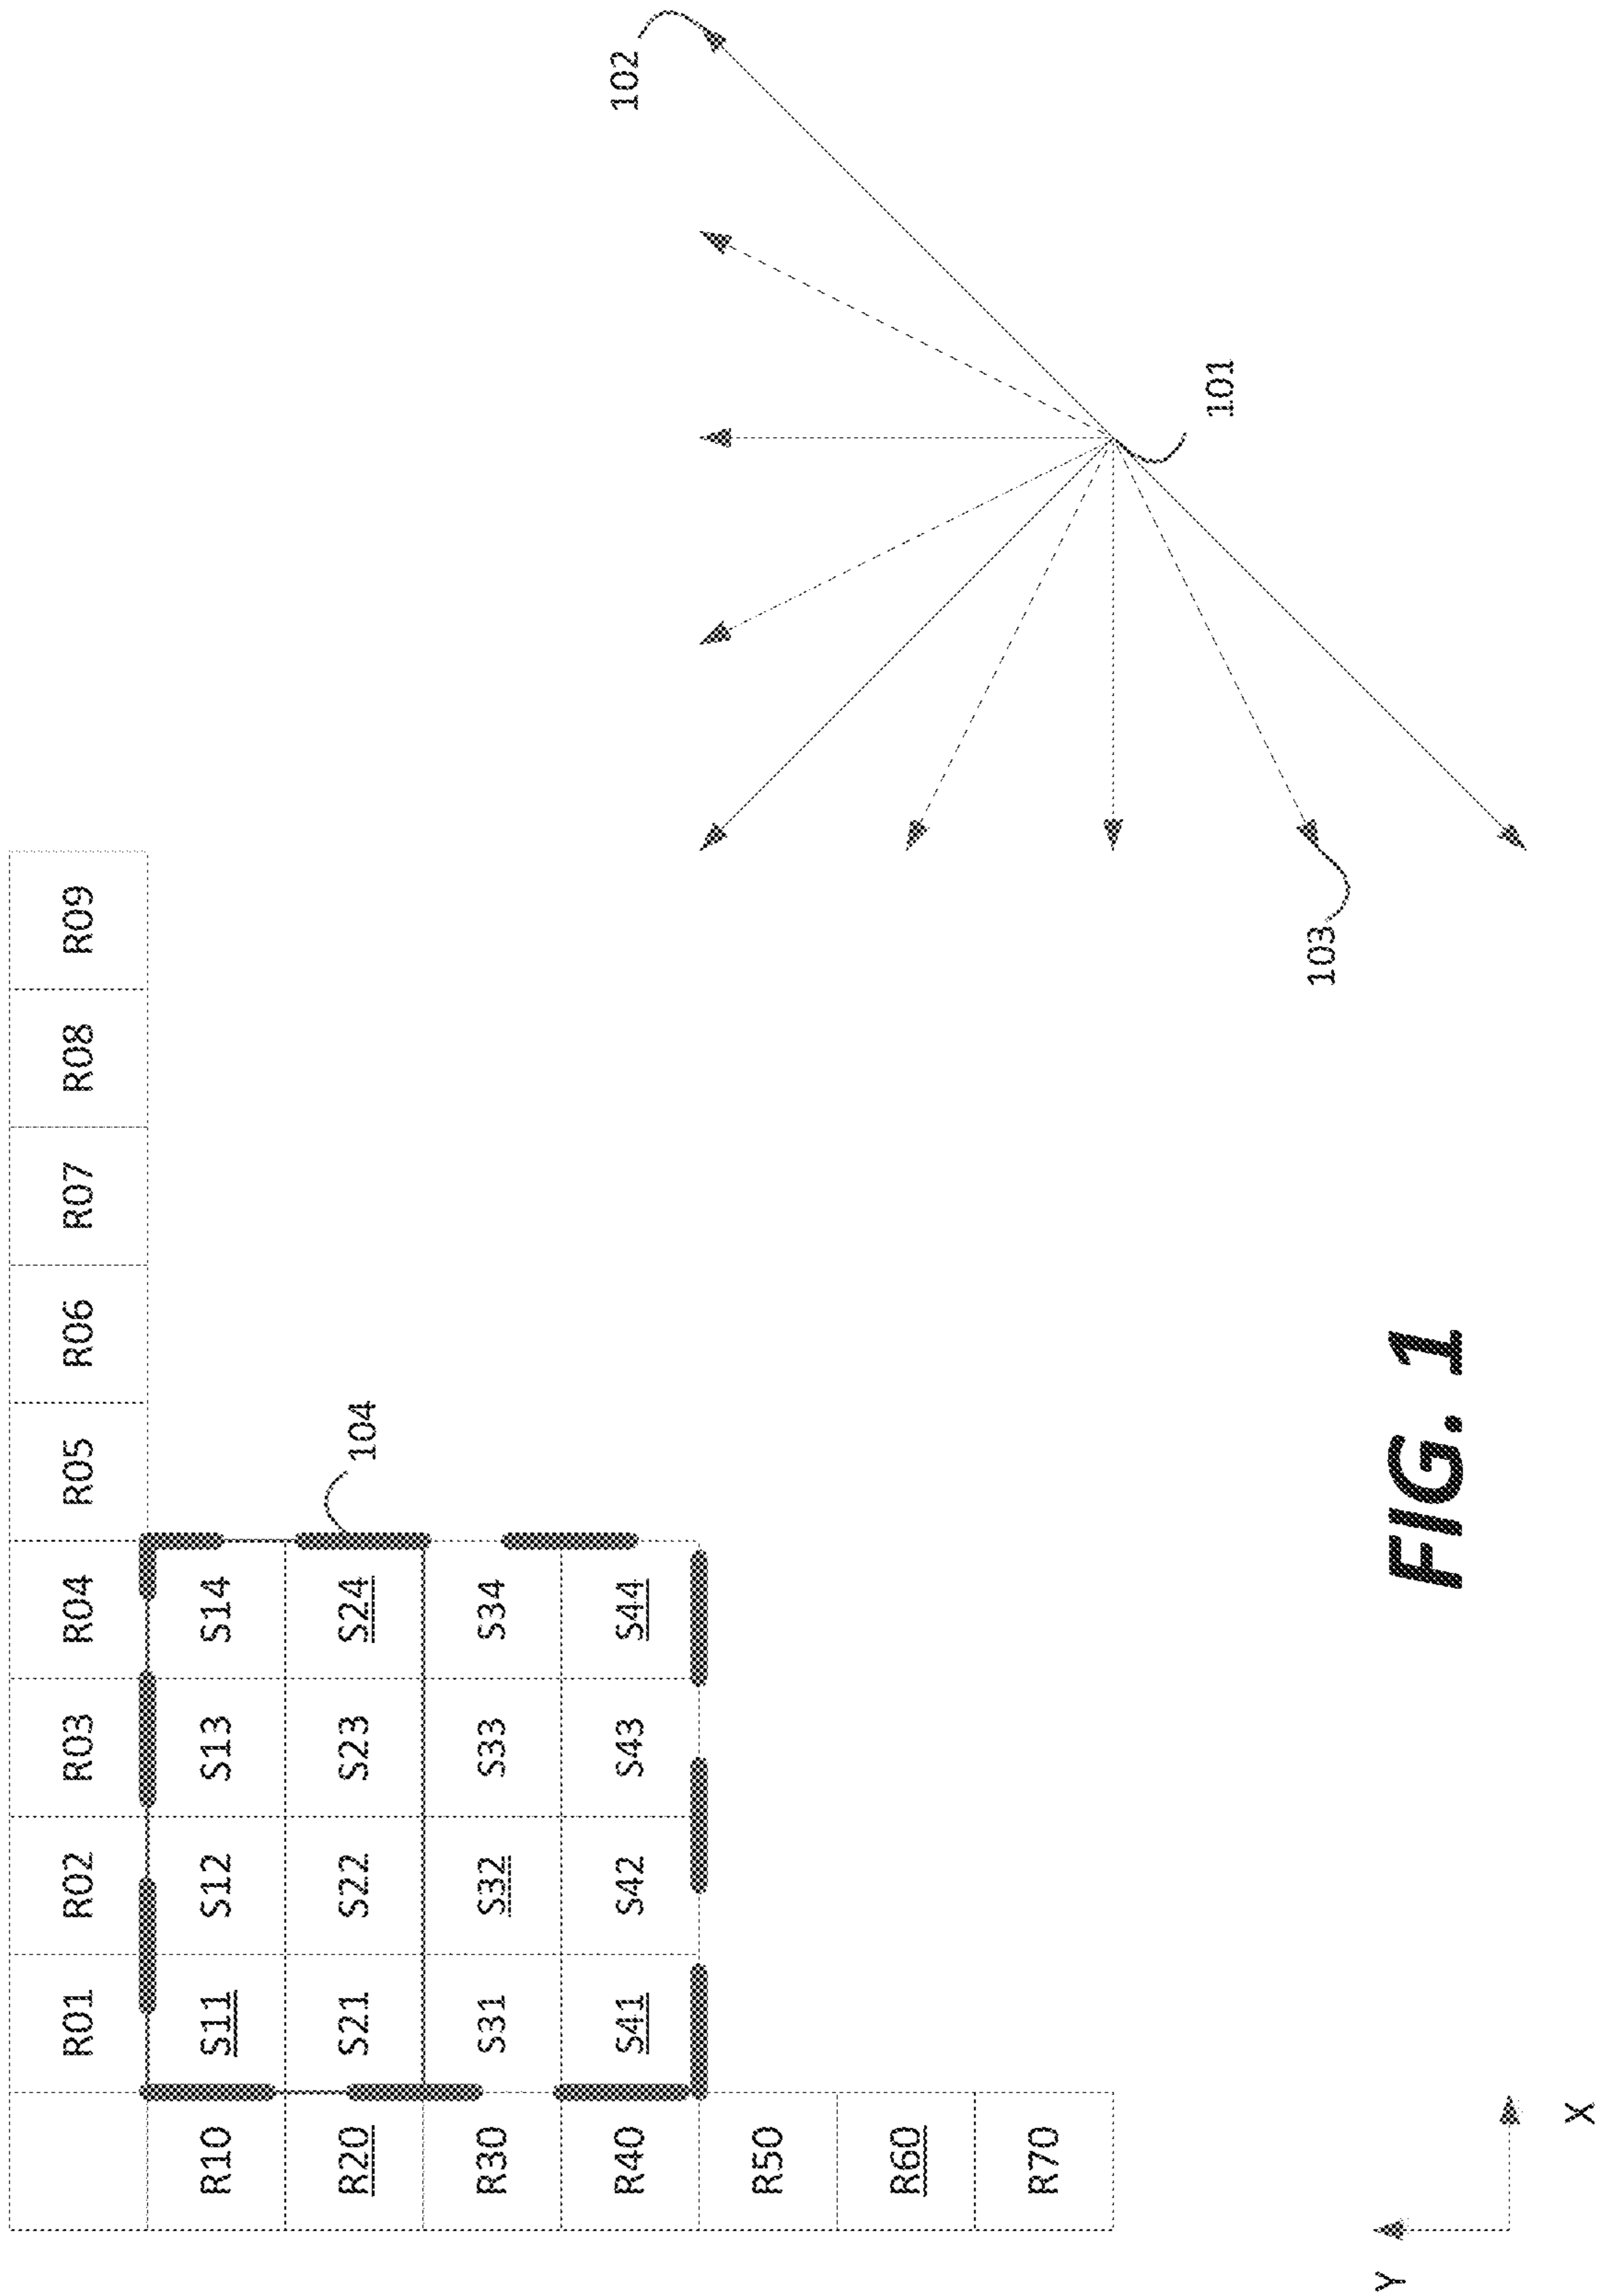 R01 R02 R03 R04 R05 R06 R07 R08 R09
R10 S11 S12 S13 S14
R20 S21 S22 S23 S24 104
R30 S31 S32 S33 S34
R40 S41 S42 S43 S44
102
R50
R60
R70
101
103
Y
X
FIG. 1